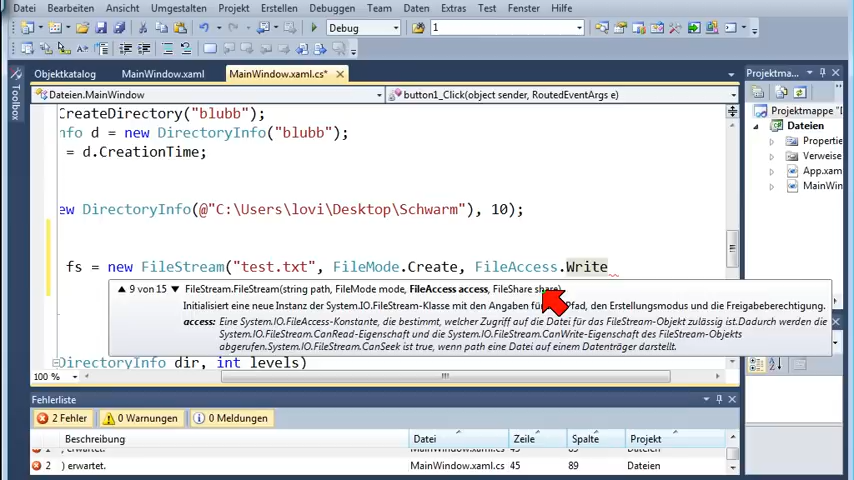 Datei Bearbeiten Ansicht Umgestalten Projekt Erstellen Debuggen Team Daten Extras Test Fenster Hilfe
Debug 1
Toolbox
Objektkatalog MainWindow.xaml MainWindow.xaml.cs* Projektma...
Dateien.MainWindow button1_Click(object sender, RoutedEventArgs e)
CreateDirectory("blubb");
nfo d = new DirectoryInfo("blubb");
= d.CreationTime;
ew DirectoryInfo(@"C:\Users\lovi\Desktop\Schwarm"), 10);
fs = new FileStream("test.txt", FileMode.Create, FileAccess.Write
9 von 15 FileStream.FileStream(string path, FileMode mode, FileAccess access, FileShare share)
Initialisiert eine neue Instanz der System.IO.FileStream-Klasse mit den Angaben für Pfad, den Erstellungsmodus und die Freigabeberechtigung.
access: Eine System.IO.FileAccess-Konstante, die bestimmt, welcher Zugriff auf die Datei für das FileStream-Objekt zulässig ist.Dadurch werden die
System.IO.FileStream.CanRead-Eigenschaft und die System.IO.FileStream.CanWrite-Eigenschaft des FileStream-Objekts
abgerufen.System.IO.FileStream.CanSeek ist true, wenn path eine Datei auf einem Datenträger darstellt.
DirectoryInfo dir, int levels)
100 %
Projektmappe
Dateien
Propertie
Verweise
App.xam
MainWin
Fehlerliste
2 Fehler 0 Warnungen 0 Meldungen
Beschreibung Datei Zeile Spalte Projekt
1 ) erwartet. MainWindow.xaml.cs 45 89 Dateien
2 ) erwartet. MainWindow.xaml.cs 45 89 Dateien